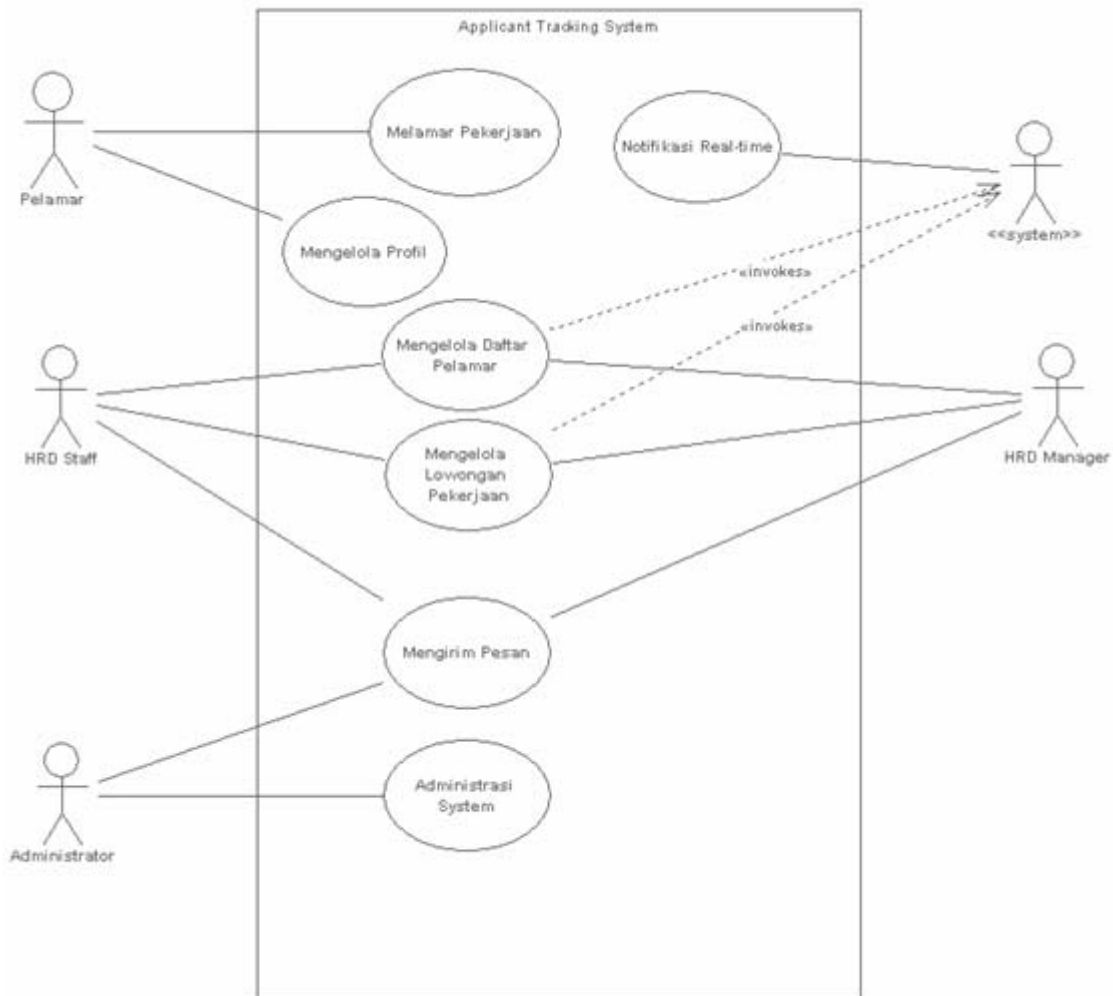 Applicant Tracking System
Melamar Pekerjaan
Notifikasi Real-time
Pelamar
Mengelola Profil
<<system>>
«invokes»
«invokes»
Mengelola Daftar
Pelamar
HRD Staff
Mengelola
Lowongan
Pekerjaan
HRD Manager
Mengirim Pesan
Administrasi
System
Administrator